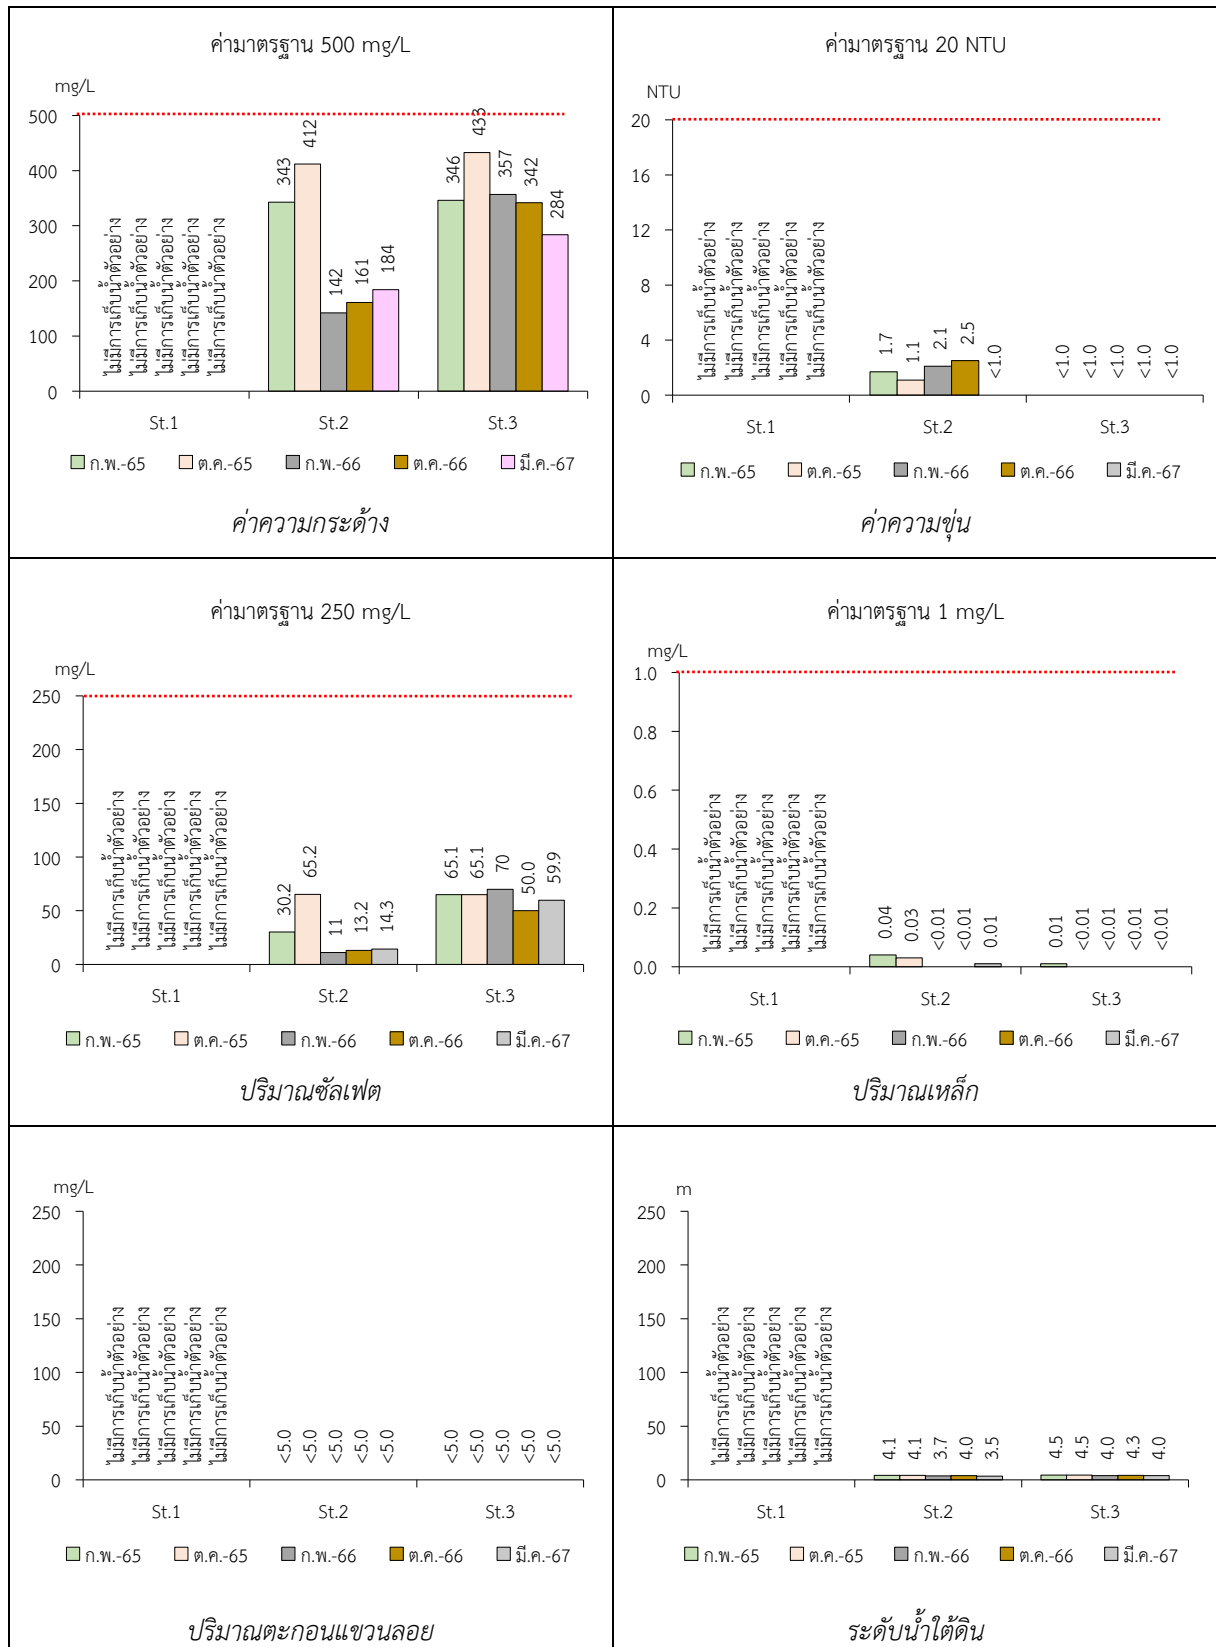 ค่ามาตรฐาน 500 mg/L
mg/L
500
400
300
200
100
0
ไม่มีการเก็บน้ำตัวอย่าง
ไม่มีการเก็บน้ำตัวอย่าง
ไม่มีการเก็บน้ำตัวอย่าง
ไม่มีการเก็บน้ำตัวอย่าง
ไม่มีการเก็บน้ำตัวอย่าง
343
412
142
161
184
346
433
357
342
284
St.1 St.2 St.3
ก.พ.-65 ต.ค.-65 ก.พ.-66 ต.ค.-66 มี.ค.-67
ค่าความกระด้าง
ค่ามาตรฐาน 20 NTU
NTU
20
16
12
8
4
0
ไม่มีการเก็บน้ำตัวอย่าง
ไม่มีการเก็บน้ำตัวอย่าง
ไม่มีการเก็บน้ำตัวอย่าง
ไม่มีการเก็บน้ำตัวอย่าง
ไม่มีการเก็บน้ำตัวอย่าง
1.7
1.1
2.1
2.5
<1.0
<1.0
<1.0
<1.0
<1.0
<1.0
St.1 St.2 St.3
ก.พ.-65 ต.ค.-65 ก.พ.-66 ต.ค.-66 มี.ค.-67
ค่าความขุ่น
ค่ามาตรฐาน 250 mg/L
mg/L
250
200
150
100
50
0
ไม่มีการเก็บน้ำตัวอย่าง
ไม่มีการเก็บน้ำตัวอย่าง
ไม่มีการเก็บน้ำตัวอย่าง
ไม่มีการเก็บน้ำตัวอย่าง
ไม่มีการเก็บน้ำตัวอย่าง
30.2
65.2
11
13.2
14.3
65.1
65.1
70
50.0
59.9
St.1 St.2 St.3
ก.พ.-65 ต.ค.-65 ก.พ.-66 ต.ค.-66 มี.ค.-67
ปริมาณซัลเฟต
ค่ามาตรฐาน 1 mg/L
mg/L
1.0
0.8
0.6
0.4
0.2
0.0
ไม่มีการเก็บน้ำตัวอย่าง
ไม่มีการเก็บน้ำตัวอย่าง
ไม่มีการเก็บน้ำตัวอย่าง
ไม่มีการเก็บน้ำตัวอย่าง
ไม่มีการเก็บน้ำตัวอย่าง
0.04
0.03
<0.01
<0.01
0.01
0.01
<0.01
<0.01
<0.01
<0.01
St.1 St.2 St.3
ก.พ.-65 ต.ค.-65 ก.พ.-66 ต.ค.-66 มี.ค.-67
ปริมาณเหล็ก
mg/L
250
200
150
100
50
0
ไม่มีการเก็บน้ำตัวอย่าง
ไม่มีการเก็บน้ำตัวอย่าง
ไม่มีการเก็บน้ำตัวอย่าง
ไม่มีการเก็บน้ำตัวอย่าง
ไม่มีการเก็บน้ำตัวอย่าง
<5.0
<5.0
<5.0
<5.0
<5.0
<5.0
<5.0
<5.0
<5.0
<5.0
St.1 St.2 St.3
ก.พ.-65 ต.ค.-65 ก.พ.-66 ต.ค.-66 มี.ค.-67
ปริมาณตะกอนแขวนลอย
m
250
200
150
100
50
0
ไม่มีการเก็บน้ำตัวอย่าง
ไม่มีการเก็บน้ำตัวอย่าง
ไม่มีการเก็บน้ำตัวอย่าง
ไม่มีการเก็บน้ำตัวอย่าง
ไม่มีการเก็บน้ำตัวอย่าง
4.1
4.1
3.7
4.0
3.5
4.5
4.5
4.0
4.3
4.0
St.1 St.2 St.3
ก.พ.-65 ต.ค.-65 ก.พ.-66 ต.ค.-66 มี.ค.-67
ระดับน้ำใต้ดิน